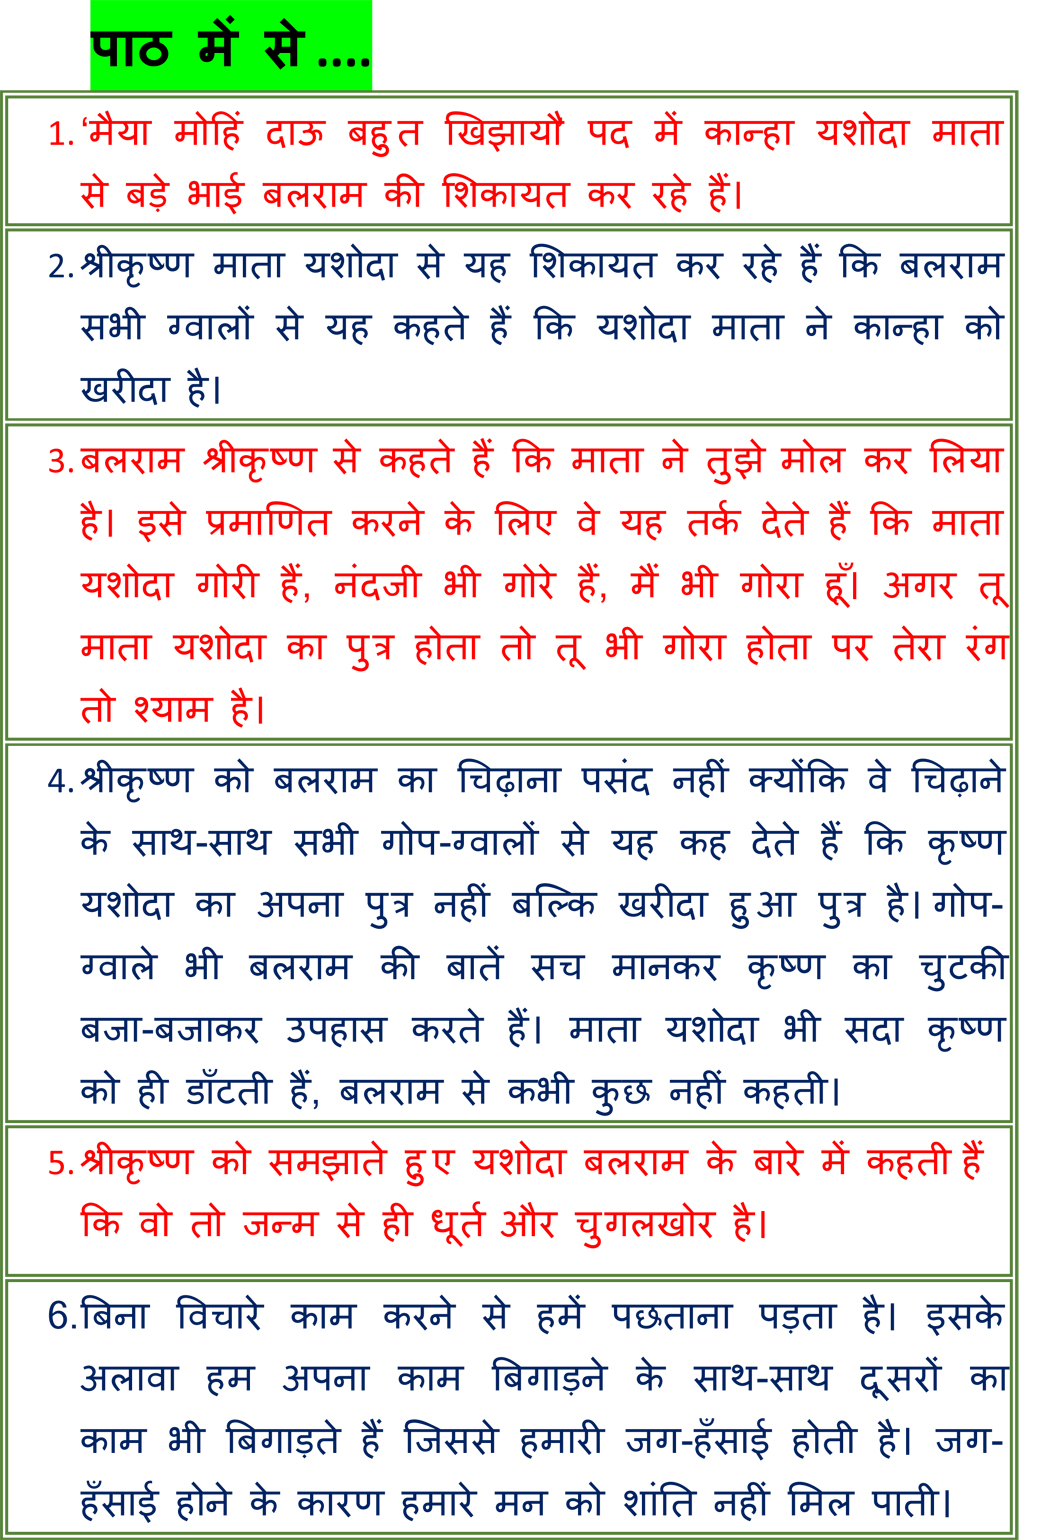 पाठ में से ....
1. ‘मैया मोहिं दाऊ बहुत खिझायौ पद में कान्हा यशोदा माता
से बड़े भाई बलराम की शिकायत कर रहे हैं।
2. श्रीकृष्ण माता यशोदा से यह शिकायत कर रहे हैं कि बलराम
सभी ग्वालों से यह कहते हैं कि यशोदा माता ने कान्हा को
खरीदा है।
3. बलराम श्रीकृष्ण से कहते हैं कि माता ने तुझे मोल कर लिया
है। इसे प्रमाणित करने के लिए वे यह तर्क देते हैं कि माता
यशोदा गोरी हैं, नंदजी भी गोरे हैं, मैं भी गोरा हूँ। अगर तू
माता यशोदा का पुत्र होता तो तू भी गोरा होता पर तेरा रंग
तो श्याम है।
4. श्रीकृष्ण को बलराम का चिढ़ाना पसंद नहीं क्योंकि वे चिढ़ाने
के साथ-साथ सभी गोप-ग्वालों से यह कह देते हैं कि कृष्ण
यशोदा का अपना पुत्र नहीं बल्कि खरीदा हुआ पुत्र है। गोप-
ग्वाले भी बलराम की बातें सच मानकर कृष्ण का चुटकी
बजा-बजाकर उपहास करते हैं। माता यशोदा भी सदा कृष्ण
को ही डाँटती हैं, बलराम से कभी कुछ नहीं कहती।
5. श्रीकृष्ण को समझाते हुए यशोदा बलराम के बारे में कहती हैं
कि वो तो जन्म से ही धूर्त और चुगलखोर है।
6. बिना विचारे काम करने से हमें पछताना पड़ता है। इसके
अलावा हम अपना काम बिगाड़ने के साथ-साथ दूसरों का
काम भी बिगाड़ते हैं जिससे हमारी जग-हँसाई होती है। जग-
हँसाई होने के कारण हमारे मन को शांति नहीं मिल पाती।